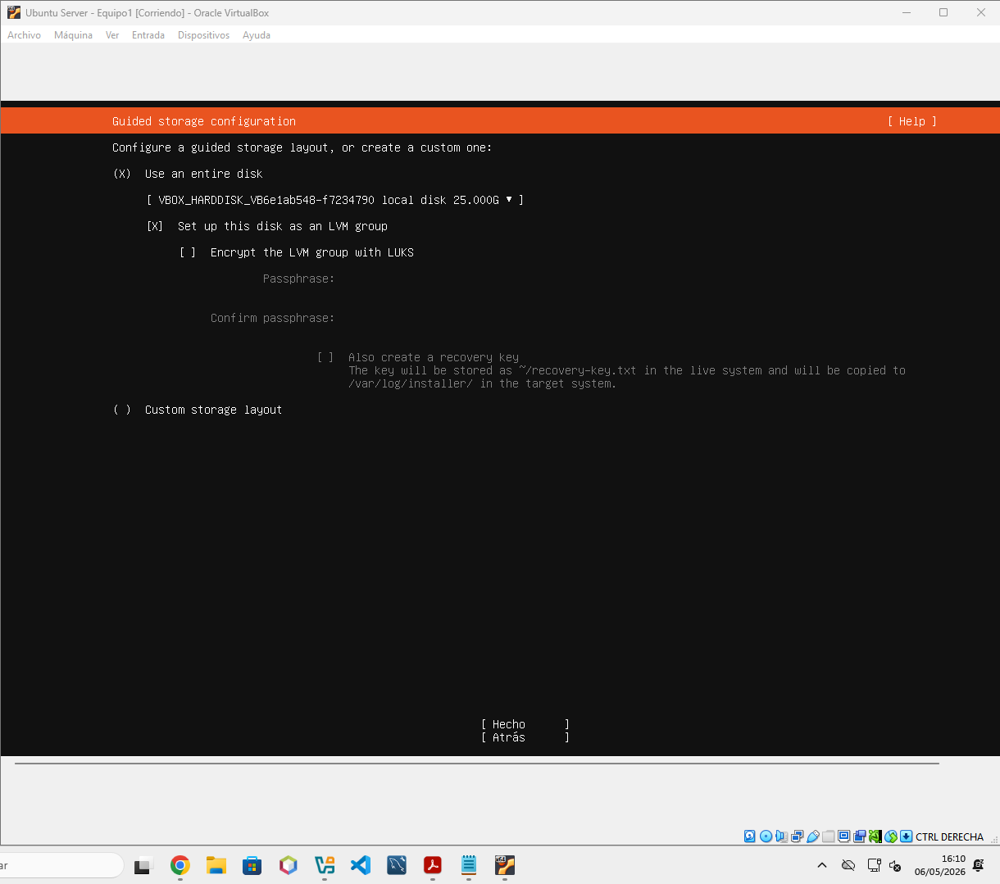 Ubuntu Server - Equipo1 [Corriendo] - Oracle VirtualBox
Archivo Máquina Ver Entrada Dispositivos Ayuda
Guided storage configuration [ Help ]
Configure a guided storage layout, or create a custom one:
(X) Use an entire disk
[ VBOX_HARDDISK_VB6e1ab548-f7234790 local disk 25.000G ▾ ]
[X] Set up this disk as an LVM group
[ ] Encrypt the LVM group with LUKS
Passphrase:
Confirm passphrase:
[ ] Also create a recovery key
The key will be stored as ~/recovery-key.txt in the live system and will be copied to
/var/log/installer/ in the target system.
( ) Custom storage layout
[ Hecho ]
[ Atrás ]
CTRL DERECHA
ar
16:10
06/05/2026